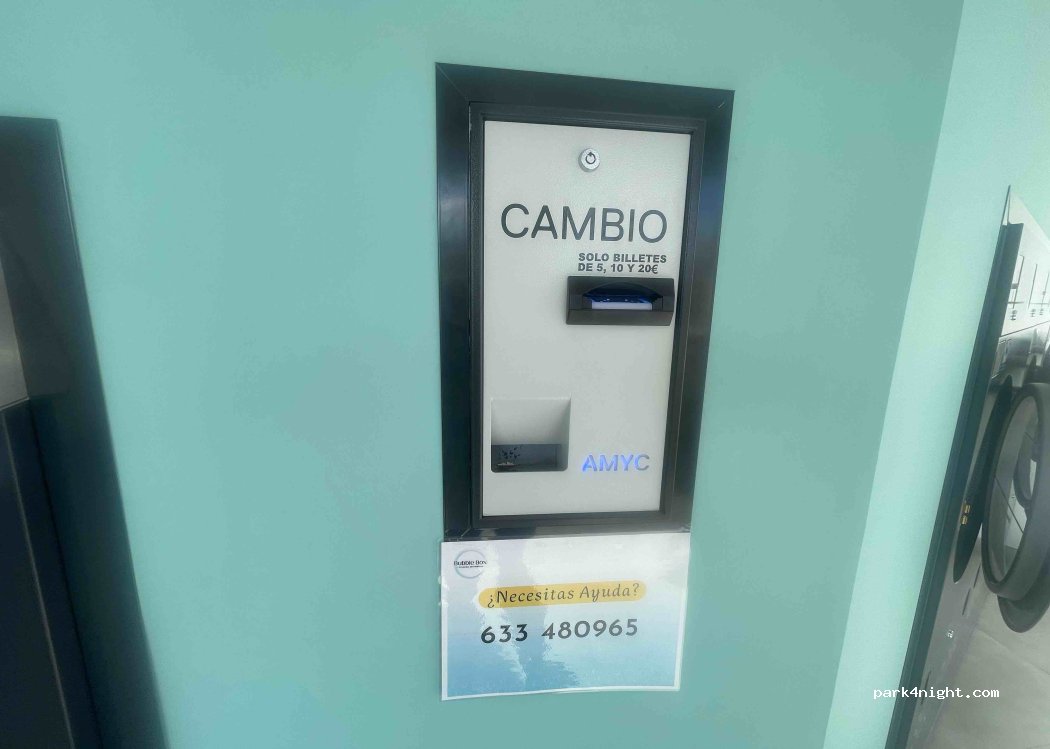 CAMBIO
SOLO BILLETES
DE 5, 10 Y 20€
AMYC
Bubble Box
¿Necesitas Ayuda?
633 480965
park4night.com